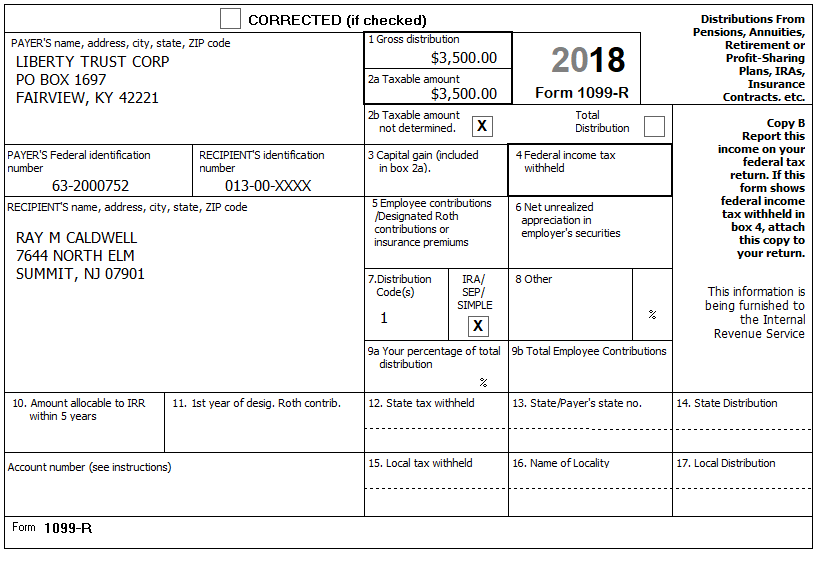 CORRECTED (if checked)
PAYER'S name, address, city, state, ZIP code
LIBERTY TRUST CORP
PO BOX 1697
FAIRVIEW, KY 42221
1 Gross distribution
$3,500.00
2a Taxable amount
$3,500.00
2018
Form 1099-R
Distributions From
Pensions, Annuities,
Retirement or
Profit-Sharing
Plans, IRAs,
Insurance
Contracts. etc.
2b Taxable amount
not determined.
X
Total
Distribution
Copy B
Report this
income on your
federal tax
return. If this
form shows
federal income
tax withheld in
box 4, attach
this copy to
your return.
PAYER'S Federal identification
number
63-2000752
RECIPIENT'S identification
number
013-00-XXXX
3 Capital gain (included
in box 2a).
4 Federal income tax
withheld
RECIPIENT'S name, address, city, state, ZIP code
RAY M CALDWELL
7644 NORTH ELM
SUMMIT, NJ 07901
5 Employee contributions
/Designated Roth
contributions or
insurance premiums
6 Net unrealized
appreciation in
employer's securities
7.Distribution
Code(s)
1
IRA/
SEP/
SIMPLE
X
8 Other
%
This information is
being furnished to
the Internal
Revenue Service
9a Your percentage of total
distribution
%
9b Total Employee Contributions
10. Amount allocable to IRR
within 5 years
11. 1st year of desig. Roth contrib.
12. State tax withheld
13. State/Payer's state no.
14. State Distribution
Account number (see instructions)
15. Local tax withheld
16. Name of Locality
17. Local Distribution
Form 1099-R